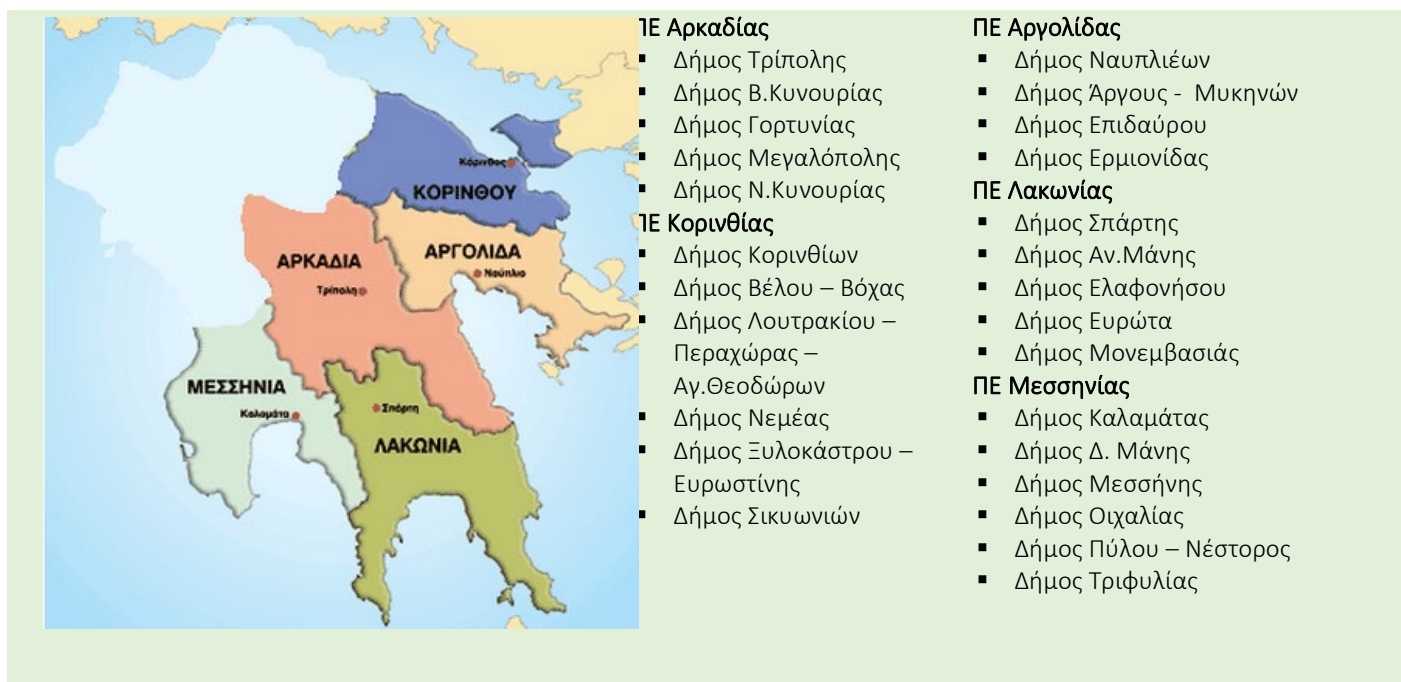 Κόρινθος
ΚΟΡΙΝΘΟΥ
ΑΡΚΑΔΙΑ
Τρίπολη
ΑΡΓΟΛΙΔΑ
Ναύπλιο
ΜΕΣΣΗΝΙΑ
Καλαμάτα
Σπάρτη
ΛΑΚΩΝΙΑ
ΠΕ Αρκαδίας
▪ Δήμος Τρίπολης
▪ Δήμος Β.Κυνουρίας
▪ Δήμος Γορτυνίας
▪ Δήμος Μεγαλόπολης
▪ Δήμος Ν.Κυνουρίας
ΠΕ Κορινθίας
▪ Δήμος Κορινθίων
▪ Δήμος Βέλου – Βόχας
▪ Δήμος Λουτρακίου –
Περαχώρας –
Αγ.Θεοδώρων
▪ Δήμος Νεμέας
▪ Δήμος Ξυλοκάστρου –
Ευρωστίνης
▪ Δήμος Σικυωνιών
ΠΕ Αργολίδας
▪ Δήμος Ναυπλιέων
▪ Δήμος Άργους - Μυκηνών
▪ Δήμος Επιδαύρου
▪ Δήμος Ερμιονίδας
ΠΕ Λακωνίας
▪ Δήμος Σπάρτης
▪ Δήμος Αν.Μάνης
▪ Δήμος Ελαφονήσου
▪ Δήμος Ευρώτα
▪ Δήμος Μονεμβασιάς
ΠΕ Μεσσηνίας
▪ Δήμος Καλαμάτας
▪ Δήμος Δ. Μάνης
▪ Δήμος Μεσσήνης
▪ Δήμος Οιχαλίας
▪ Δήμος Πύλου – Νέστορος
▪ Δήμος Τριφυλίας